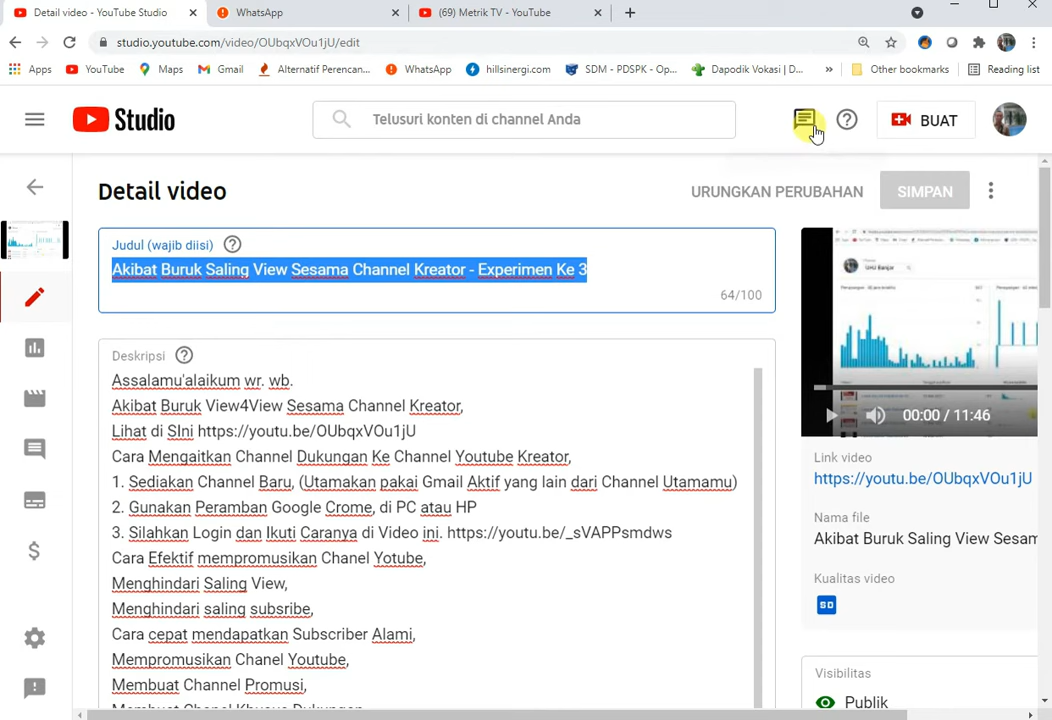 Detail video - YouTube Studio
WhatsApp
(69) Metrik TV - YouTube
studio.youtube.com/video/OUbqxVOu1jU/edit
Apps
YouTube
Maps
Gmail
Alternatif Perencan...
WhatsApp
hillsinergi.com
SDM - PDSPK - Op...
Dapodik Vokasi | D...
Other bookmarks
Reading list
Studio
Telusuri konten di channel Anda
BUAT
Detail video
URUNGKAN PERUBAHAN
SIMPAN
Judul (wajib diisi)
Akibat Buruk Saling View Sesama Channel Kreator - Experimen Ke 3
64/100
Deskripsi
Assalamu'alaikum wr. wb.
Akibat Buruk View4View Sesama Channel Kreator,
Lihat di SIni https://youtu.be/OUbqxVOu1jU
Cara Mengaitkan Channel Dukungan Ke Channel Youtube Kreator,
1. Sediakan Channel Baru, (Utamakan pakai Gmail Aktif yang lain dari Channel Utamamu)
2. Gunakan Peramban Google Crome, di PC atau HP
3. Silahkan Login dan Ikuti Caranya di Video ini. https://youtu.be/_sVAPPsmdws
Cara Efektif mempromusikan Chanel Yotube,
Menghindari Saling View,
Menghindari saling subsribe,
Cara cepat mendapatkan Subscriber Alami,
Mempromusikan Chanel Youtube,
Membuat Channel Promusi,
Membuat Channel Khusus Dukungan
00:00 / 11:46
Link video
https://youtu.be/OUbqxVOu1jU
Nama file
Akibat Buruk Saling View Sesam
Kualitas video
SD
Visibilitas
Publik